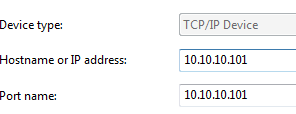 Device type: TCP/IP Device
Hostname or IP address: 10.10.10.101
Port name: 10.10.10.101